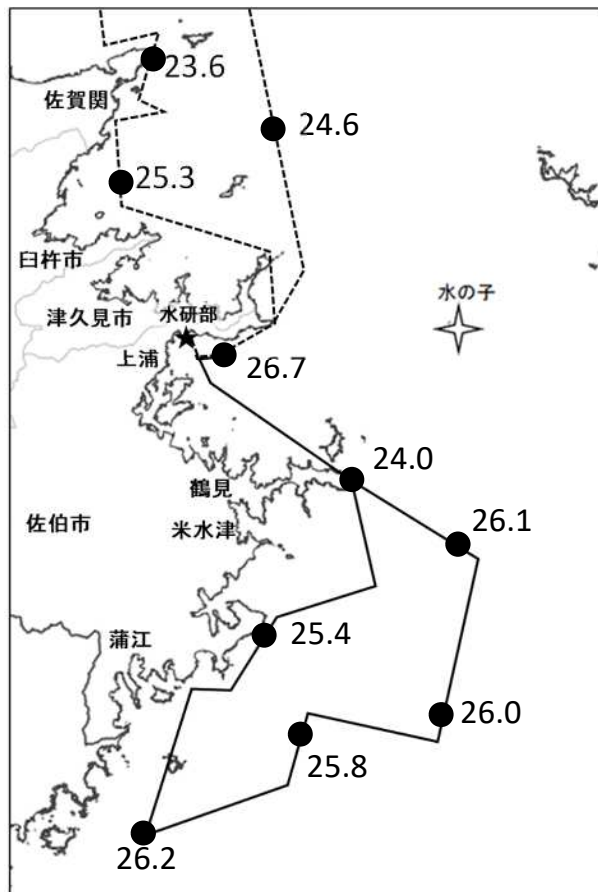 23.6
佐賀関
24.6
25.3
臼杵市
水の子
津久見市
水研部
上浦
26.7
24.0
鶴見
佐伯市
米水津
26.1
25.4
蒲江
26.0
25.8
26.2